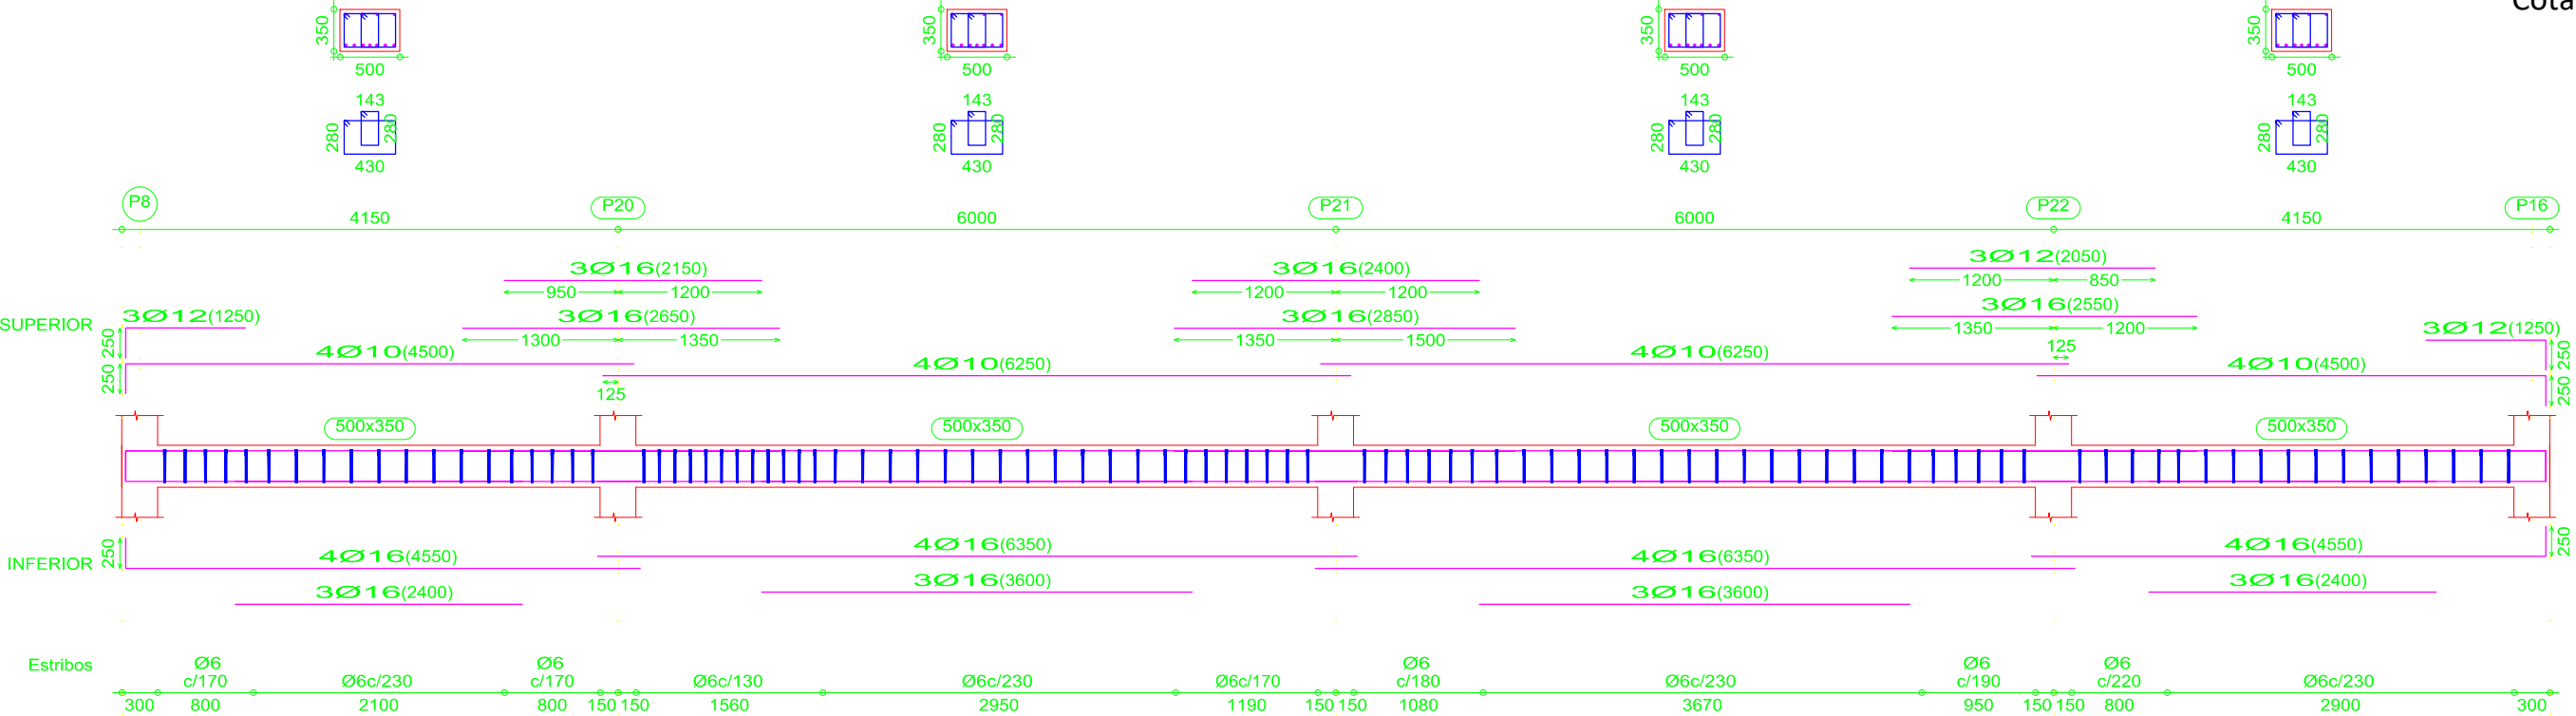 Cota
350 350 350 350
500 500 500 500
143 143 143 143
280 280 280 280 280 280 280 280
430 430 430 430
P8 P20 P21 P22 P16
4150 6000 6000 4150
3Ø12(2050)
3Ø16(2150) 3Ø16(2400) 1200 850
950 1200 1200 1200
3Ø16(2550)
SUPERIOR 3Ø12(1250) 3Ø16(2650) 3Ø16(2850) 1350 1200 3Ø12(1250)
250 1300 1350 1350 1500 125 250
4Ø10(4500) 4Ø10(6250)
250 4Ø10(6250) 4Ø10(4500) 250
125
500x350 500x350 500x350 500x350
4Ø16(6350) 4Ø16(4550)
INFERIOR 250 4Ø16(4550) 4Ø16(6350) 250
3Ø16(3600) 3Ø16(2400)
3Ø16(2400) 3Ø16(3600)
Estribos Ø6 Ø6 Ø6 Ø6 Ø6
c/170 Ø6c/230 c/170 Ø6c/130 Ø6c/230 Ø6c/170 c/180 Ø6c/230 c/190 c/220 Ø6c/230
300 800 2100 800 150 150 1560 2950 1190 150 150 1080 3670 950 150 150 800 2900 300